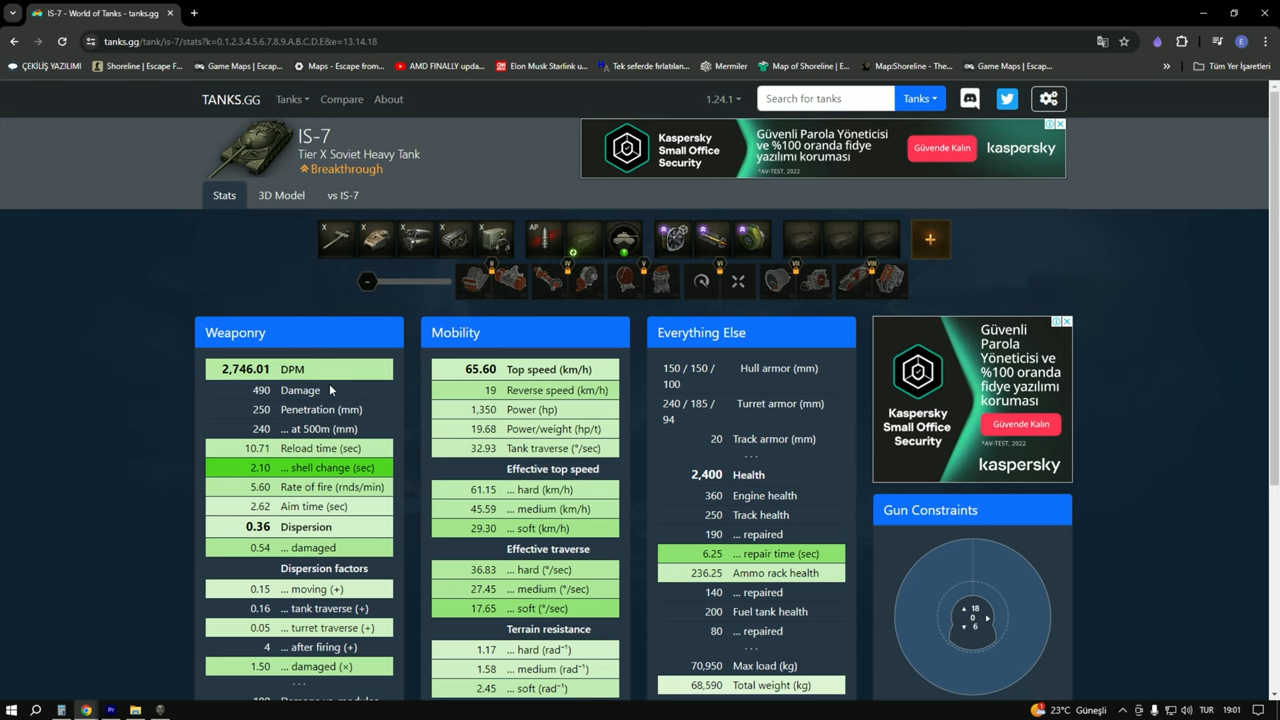 IS-7 - World of Tanks - tanks.gg
tanks.gg/tank/is-7/stats?k=0.1.2.3.4.5.6.7.8.9.A.B.C.D.E&e=13.14.18
E
ÇEKİLİŞ YAZILIMI
Shoreline | Escape F...
Game Maps | Escap...
Maps - Escape from...
AMD FINALLY upda...
Elon Musk Starlink u...
Tek seferde fırlatılan...
Mermiler
Map of Shoreline | E...
Map:Shoreline - The...
Game Maps | Escap...
Tüm Yer İşaretleri
TANKS.GG
Tanks
Compare
About
1.24.1
Search for tanks
Tanks
IS-7
Tier X Soviet Heavy Tank
Breakthrough
Kaspersky
Small Office
Security
Güvenli Parola Yöneticisi
ve %100 oranda fidye
yazılımı koruması
*AV-TEST, 2022
Güvende Kalın
kaspersky
Stats
3D Model
vs IS-7
X X X X X AP
II IV V VI VII VIII
Weaponry
2,746.01 DPM
490 Damage
250 Penetration (mm)
240 ... at 500m (mm)
10.71 Reload time (sec)
2.10 ... shell change (sec)
5.60 Rate of fire (rnds/min)
2.62 Aim time (sec)
0.36 Dispersion
0.54 ... damaged
Dispersion factors
0.15 ... moving (+)
0.16 ... tank traverse (+)
0.05 ... turret traverse (+)
4 ... after firing (+)
1.50 ... damaged (×)
...
Mobility
65.60 Top speed (km/h)
19 Reverse speed (km/h)
1,350 Power (hp)
19.68 Power/weight (hp/t)
32.93 Tank traverse (°/sec)
Effective top speed
61.15 ... hard (km/h)
45.59 ... medium (km/h)
29.30 ... soft (km/h)
Effective traverse
36.83 ... hard (°/sec)
27.45 ... medium (°/sec)
17.65 ... soft (°/sec)
Terrain resistance
1.17 ... hard (rad⁻¹)
1.58 ... medium (rad⁻¹)
2.45 ... soft (rad⁻¹)
Everything Else
150 / 150 / 100 Hull armor (mm)
240 / 185 / 94 Turret armor (mm)
20 Track armor (mm)
...
2,400 Health
360 Engine health
250 Track health
190 ... repaired
6.25 ... repair time (sec)
236.25 Ammo rack health
140 ... repaired
200 Fuel tank health
80 ... repaired
...
70,950 Max load (kg)
68,590 Total weight (kg)
Kaspersky
Small Office
Security
Güvenli
Parola
Yöneticisi
ve %100
oranda
fidye
yazılımı
koruması
*AV-TEST, 2022
Güvende Kalın
kaspersky
Gun Constraints
18
0
6
23°C Güneşli
TUR
19:01